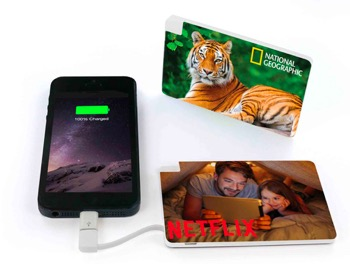 NATIONAL
GEOGRAPHIC
100% Charged
NETFLIX